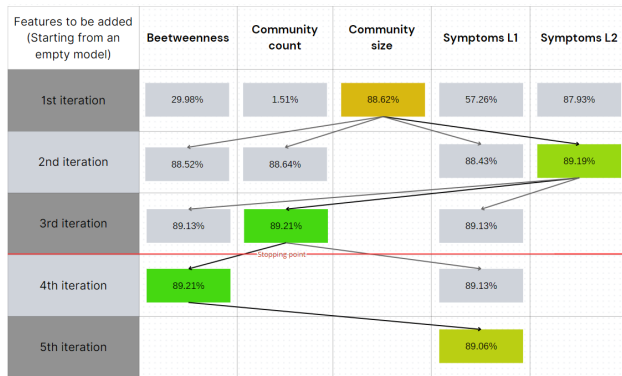 Features to be added
(Starting from an
empty model)
Beetweenness
Community
count
Community
size
Symptoms L1
Symptoms L2
1st iteration
29.98%
1.51%
88.62%
57.26%
87.93%
2nd iteration
88.52%
88.64%
88.43%
89.19%
3rd iteration
89.13%
89.21%
89.13%
Stopping point
4th iteration
89.21%
89.13%
5th iteration
89.06%